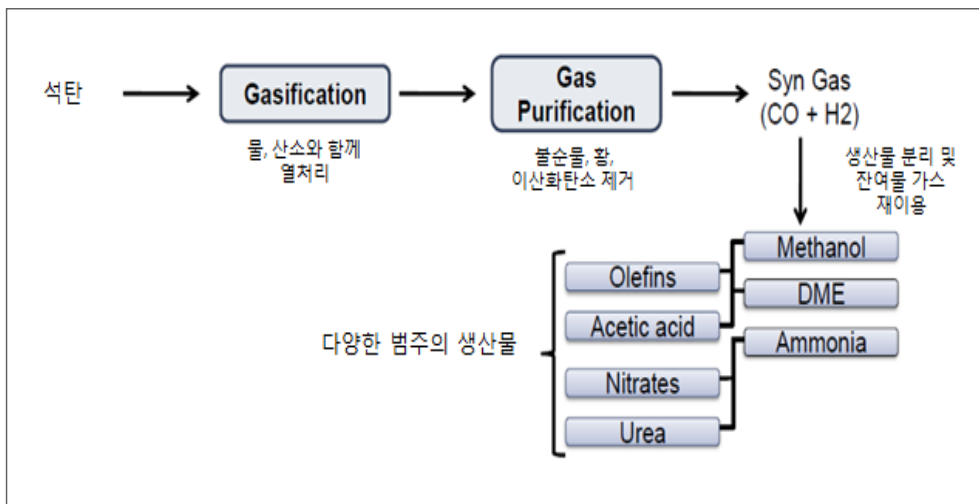 석탄
Gasification
물, 산소와 함께
열처리
Gas
Purification
불순물, 황,
이산화탄소 제거
Syn Gas
(CO + H2)
생산물 분리 및
잔여물 가스
재이용
Methanol
DME
Ammonia
Olefins
Acetic acid
Nitrates
Urea
다양한 범주의 생산물